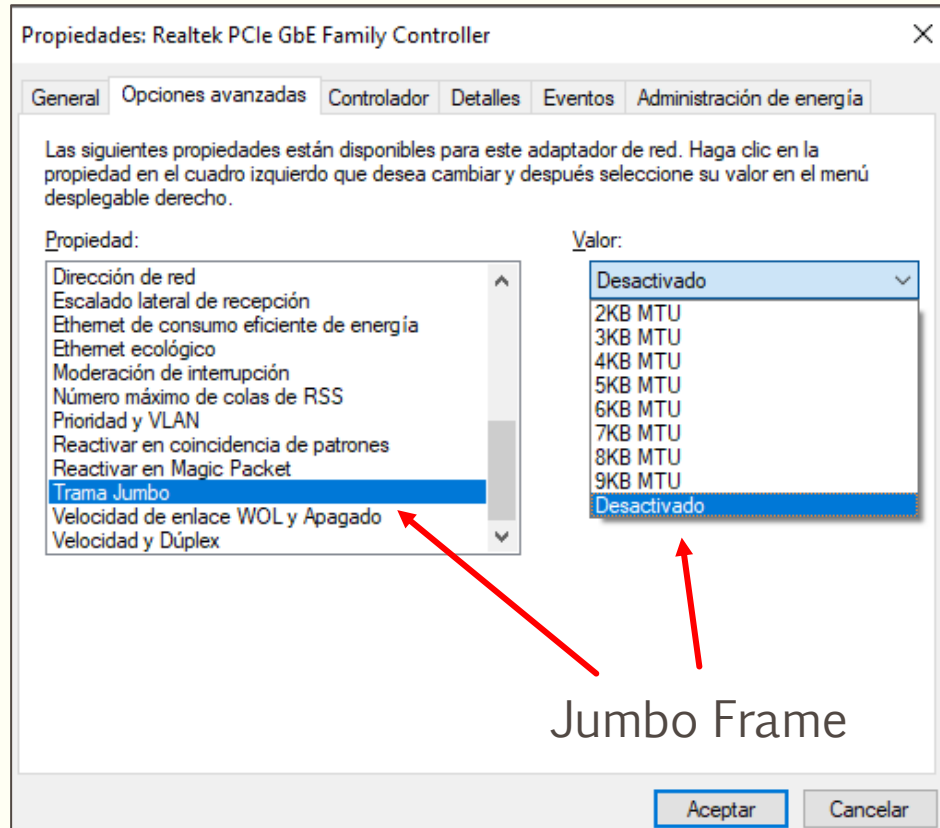 Propiedades: Realtek PCIe GbE Family Controller
General Opciones avanzadas Controlador Detalles Eventos Administración de energía
Las siguientes propiedades están disponibles para este adaptador de red. Haga clic en la
propiedad en el cuadro izquierdo que desea cambiar y después seleccione su valor en el menú
desplegable derecho.
Propiedad:
Dirección de red
Escalado lateral de recepción
Ethernet de consumo eficiente de energía
Ethernet ecológico
Moderación de interrupción
Número máximo de colas de RSS
Prioridad y VLAN
Reactivar en coincidencia de patrones
Reactivar en Magic Packet
Trama Jumbo
Velocidad de enlace WOL y Apagado
Velocidad y Dúplex
Valor:
Desactivado
2KB MTU
3KB MTU
4KB MTU
5KB MTU
6KB MTU
7KB MTU
8KB MTU
9KB MTU
Desactivado
Jumbo Frame
Aceptar Cancelar